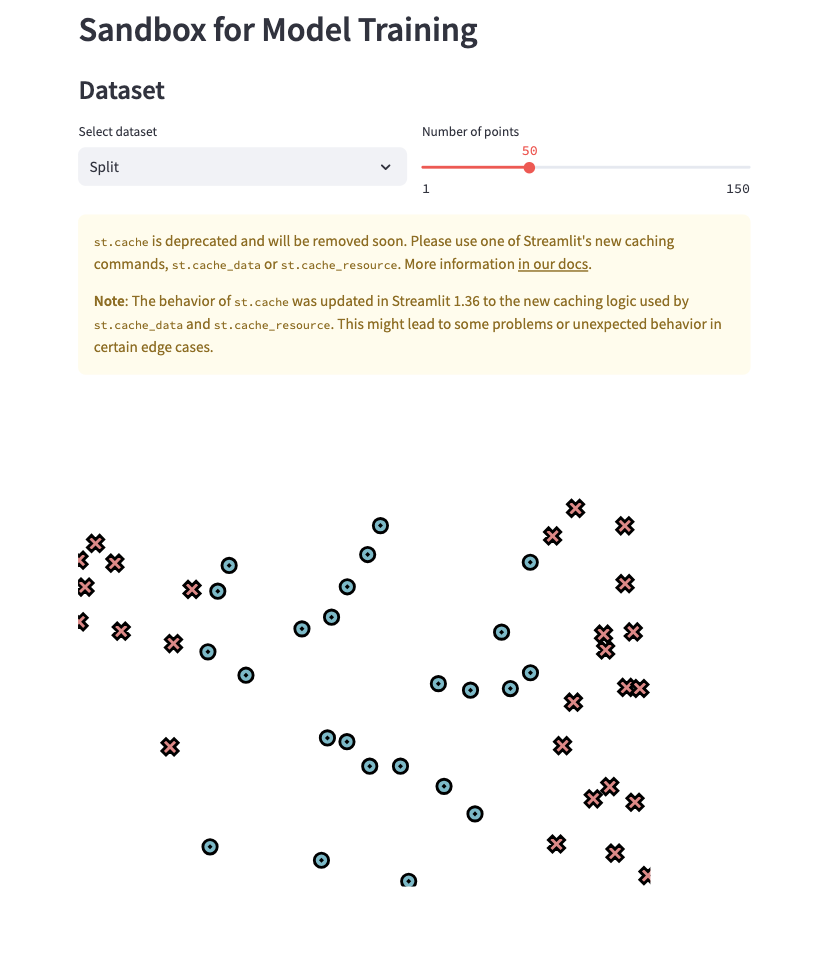 Sandbox for Model Training
Dataset
Select dataset
Split
Number of points
50
1
150
st.cache is deprecated and will be removed soon. Please use one of Streamlit's new caching
commands, st.cache_data or st.cache_resource. More information in our docs.
Note: The behavior of st.cache was updated in Streamlit 1.36 to the new caching logic used by
st.cache_data and st.cache_resource. This might lead to some problems or unexpected behavior in
certain edge cases.